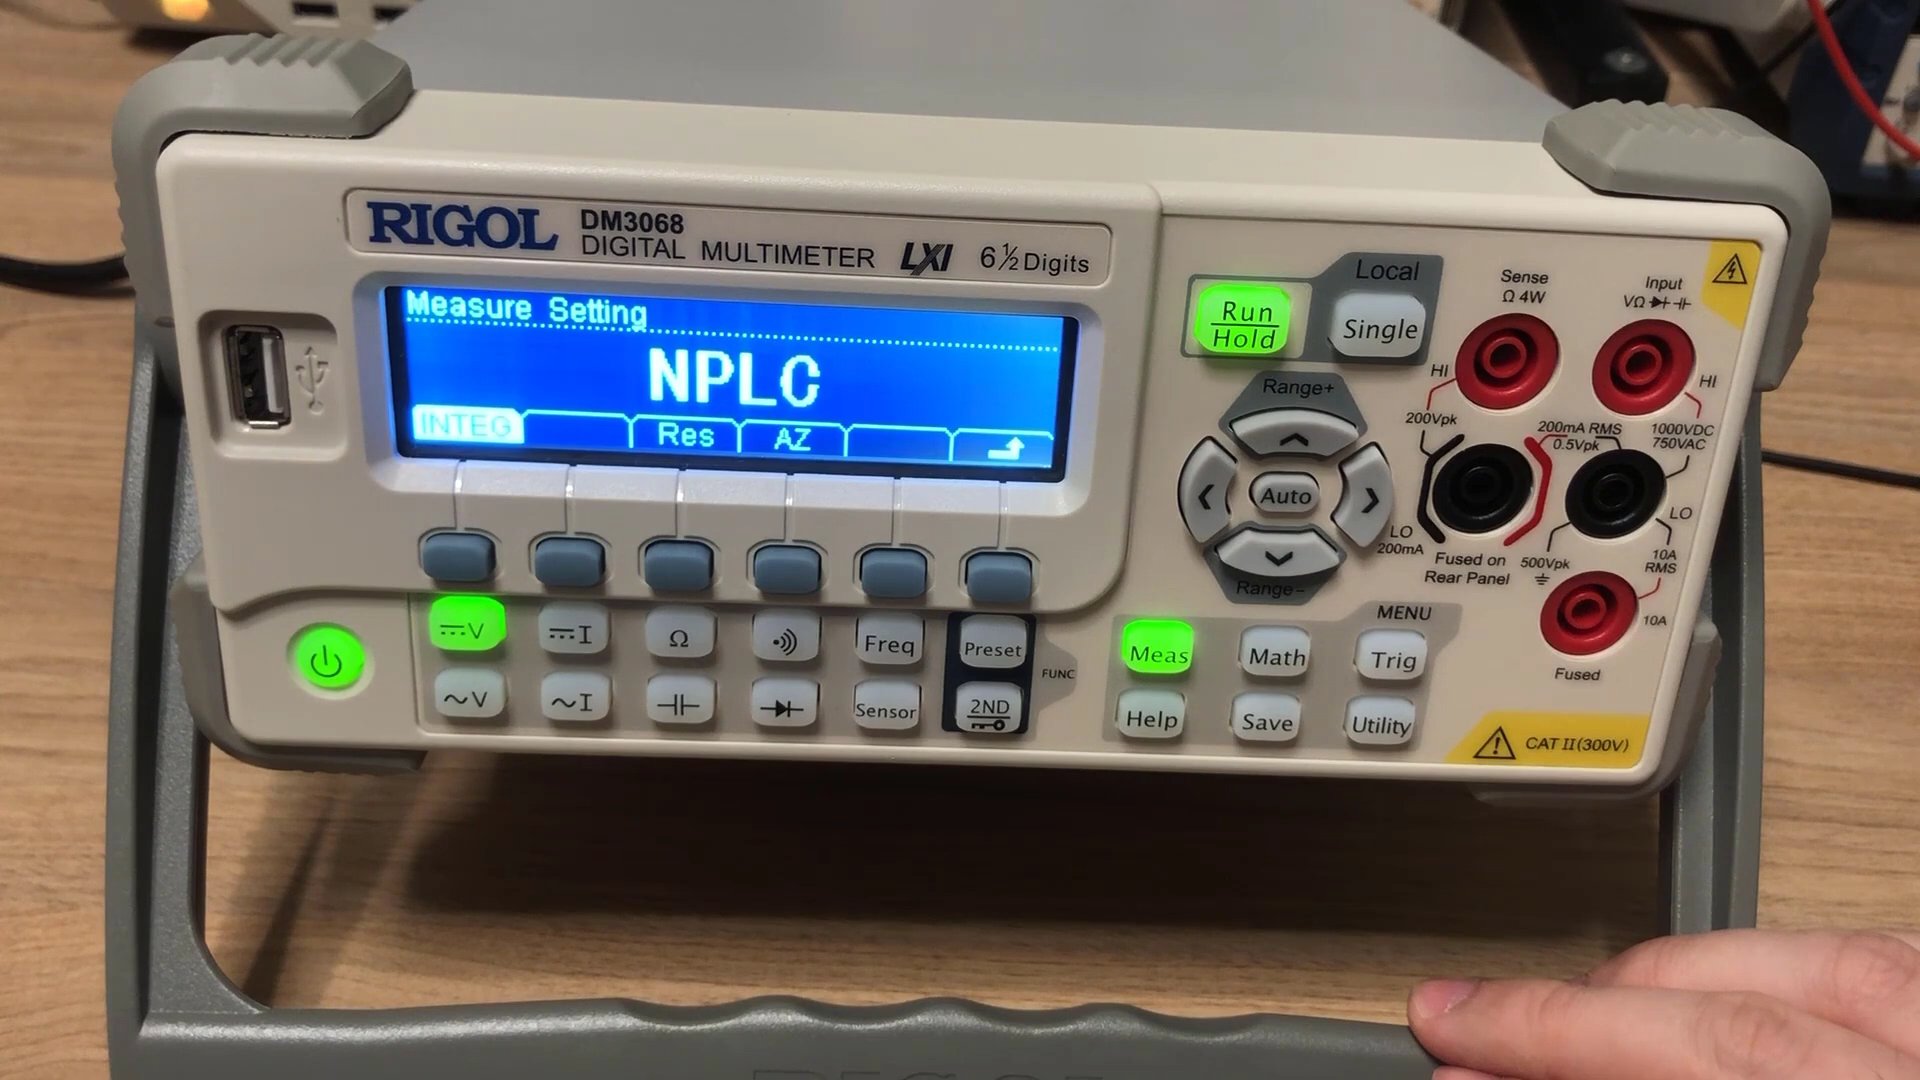 RIGOL DM3068
DIGITAL MULTIMETER LXI 6½ Digits
Measure Setting
NPLC
INTEG Res AZ
Run
Hold
Local
Single
Range+
Auto
Range−
Sense
Ω 4W
Input
VΩ
HI
HI
200Vpk
200mA RMS
0.5Vpk
1000VDC
750VAC
LO
200mA
LO
Fused on
Rear Panel
500Vpk
10A
RMS
10A
Fused
V I Ω Freq Preset
~V ~I Sensor 2ND
FUNC
MENU
Meas Math Trig
Help Save Utility
CAT II (300V)